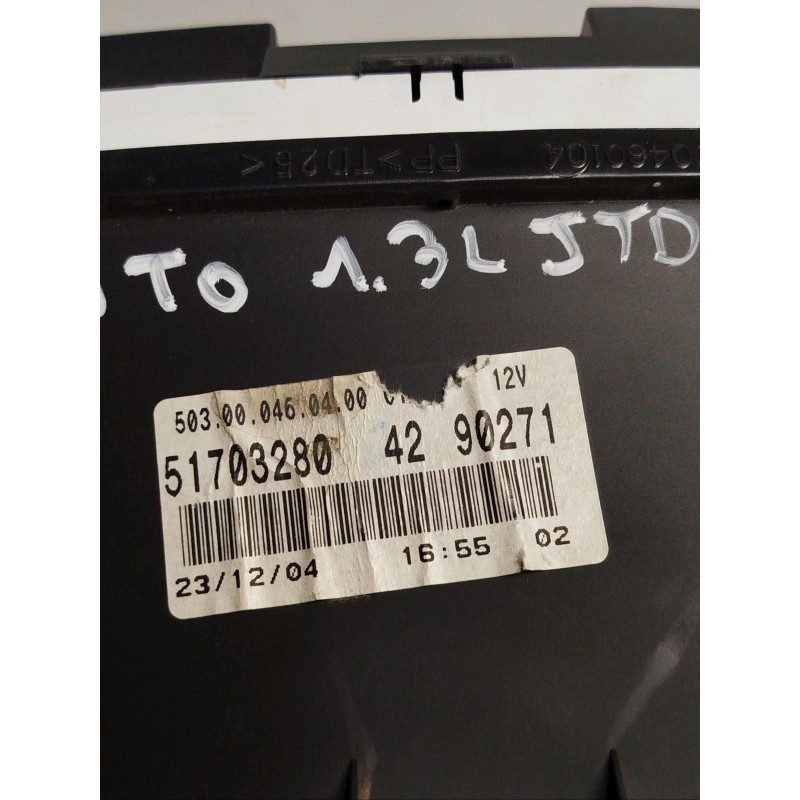 PP>TD25< 0460104
1.3L JTD
503.00.046.04.00 12V
51703280 42 90271
23/12/04 16:55 02